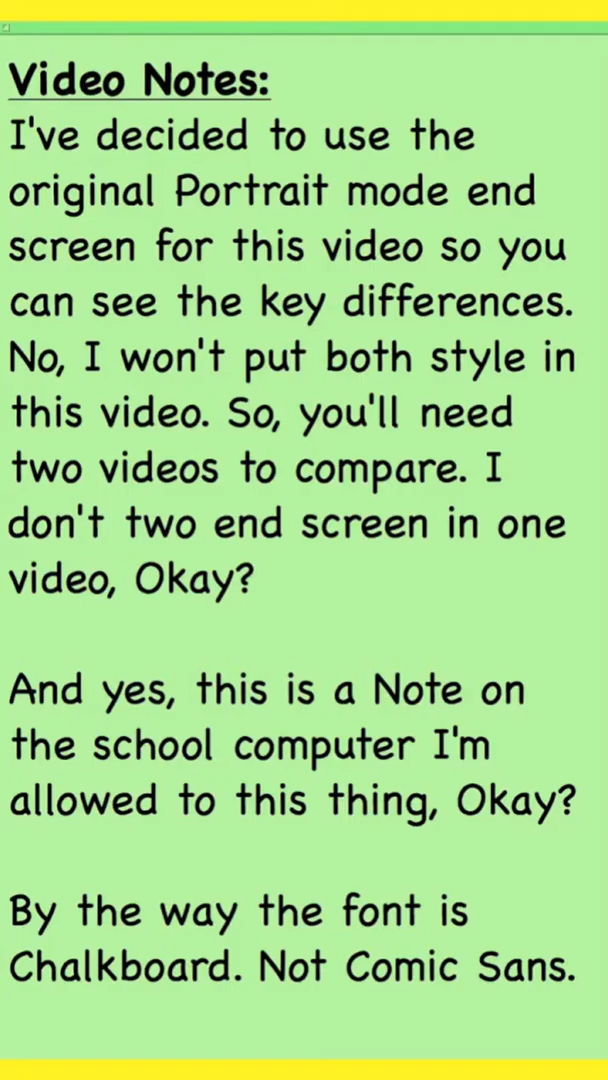 Video Notes:
I've decided to use the
original Portrait mode end
screen for this video so you
can see the key differences.
No, I won't put both style in
this video. So, you'll need
two videos to compare. I
don't two end screen in one
video, Okay?
And yes, this is a Note on
the school computer I'm
allowed to this thing, Okay?
By the way the font is
Chalkboard. Not Comic Sans.